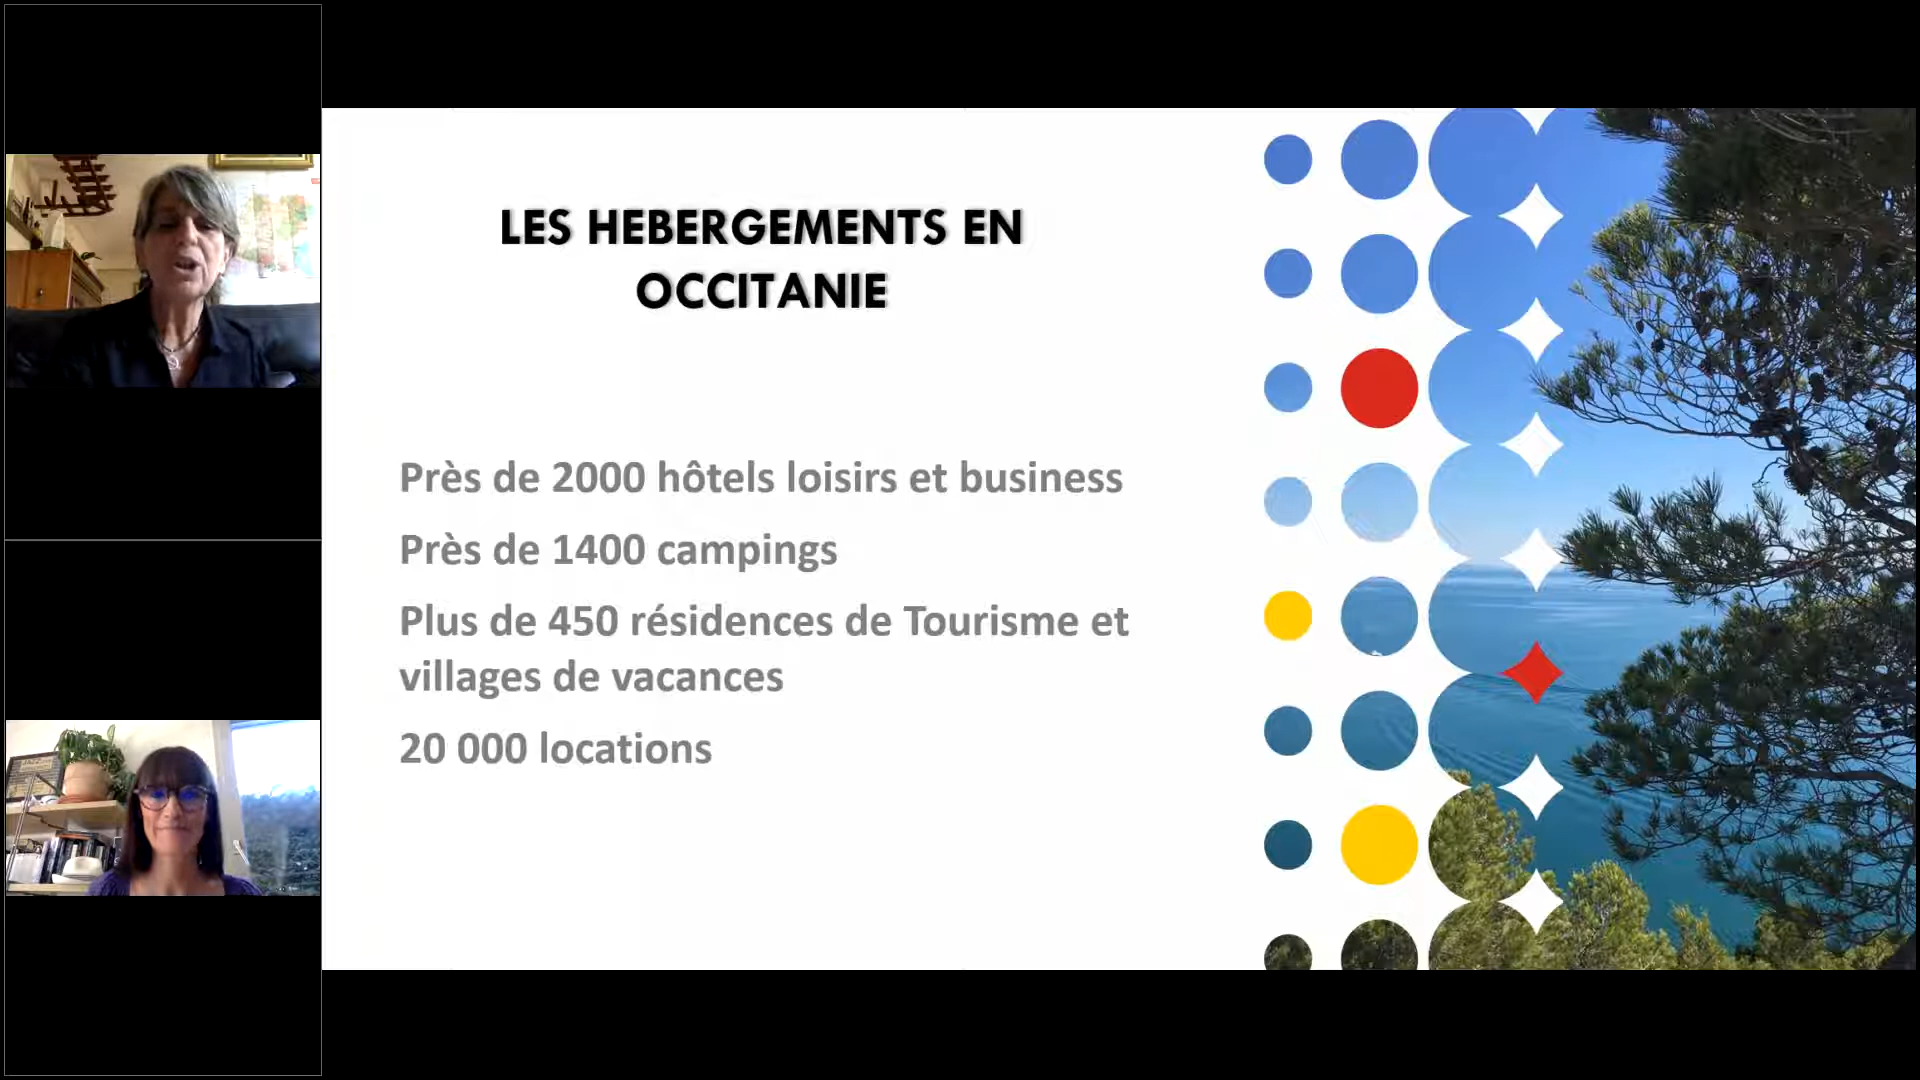 LES HEBERGEMENTS EN
OCCITANIE
Près de 2000 hôtels loisirs et business
Près de 1400 campings
Plus de 450 résidences de Tourisme et
villages de vacances
20 000 locations